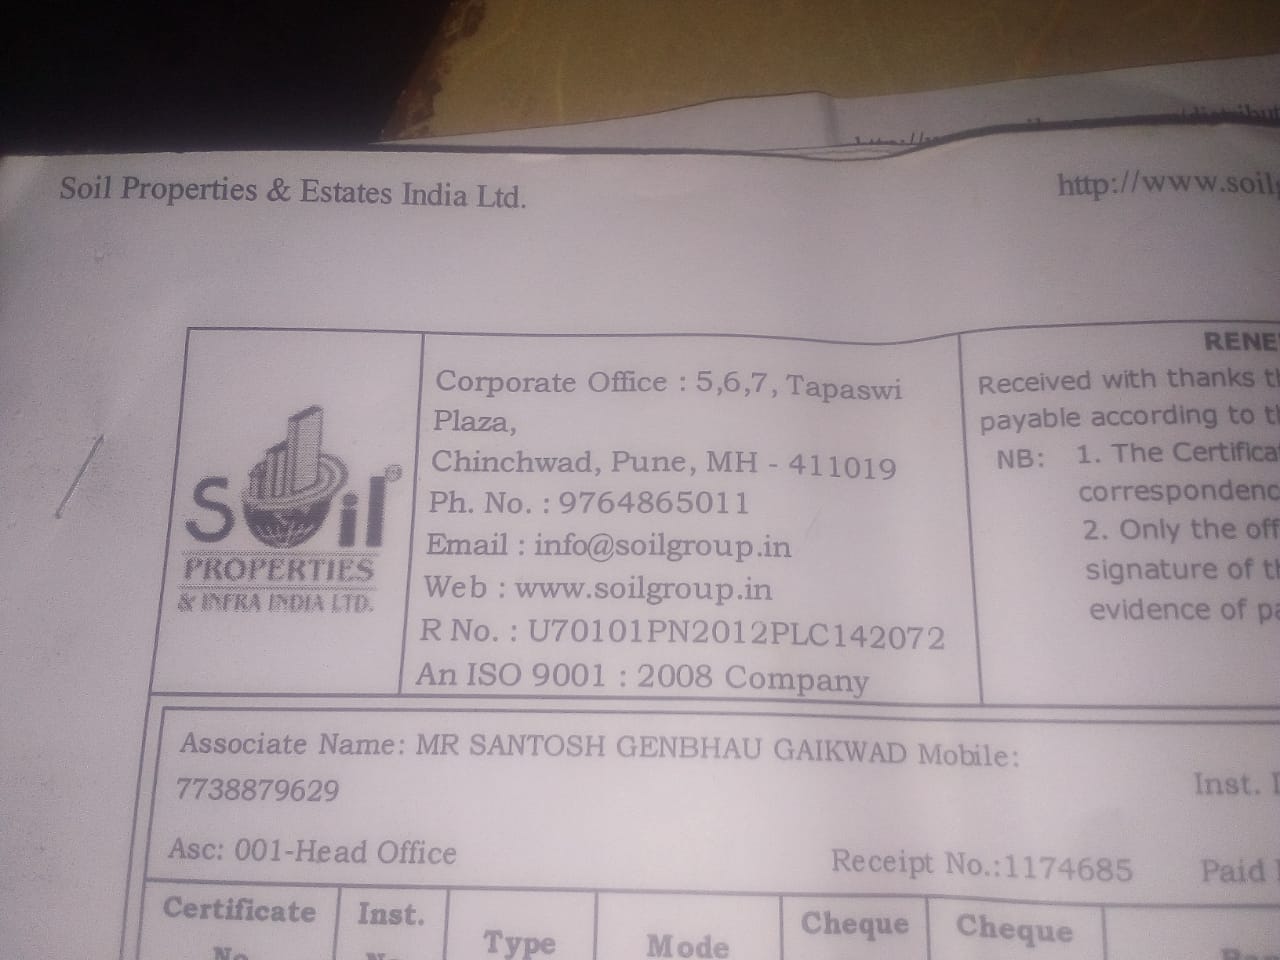 Soil Properties & Estates India Ltd.
http://www.soil
Soil
PROPERTIES
& INFRA INDIA LTD.
Corporate Office : 5,6,7, Tapaswi
Plaza,
Chinchwad, Pune, MH - 411019
Ph. No. : 9764865011
Email : info@soilgroup.in
Web : www.soilgroup.in
R No. : U70101PN2012PLC142072
An ISO 9001 : 2008 Company
RENE
Received with thanks t
payable according to t
NB: 1. The Certifica
correspondenc
2. Only the off
signature of t
evidence of pa
Associate Name: MR SANTOSH GENBHAU GAIKWAD Mobile:
7738879629
Inst.
Asc: 001-Head Office
Receipt No.:1174685
Paid
Certificate
No
Inst.
Type
Mode
Cheque
Cheque